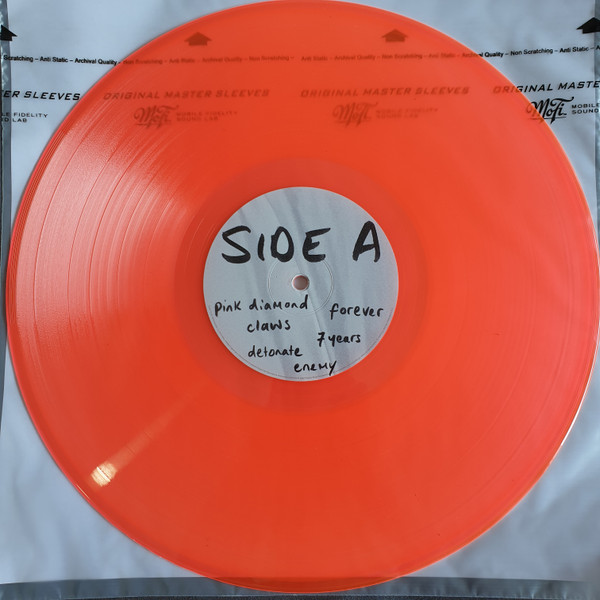 Scratching – Anti Static – Archival Quality – Non Scratching – Anti Static – Archival Quality – Non Scratching – Anti Static – Archival Quality – Non Scratching – Anti Static –
R SLEEVES ORIGINAL MASTER SLEEVES ORIGINAL MASTER SLEEVES ORIGINAL MASTE
LE FIDELITY
D LAB
MoFi MOBILE FIDELITY
SOUND LAB
MoFi MOBILE FIDELITY
SOUND LAB
MoFi MOBILE
SOUND
SIDE A
pink diamond forever
claws 7 years
detonate
enemy